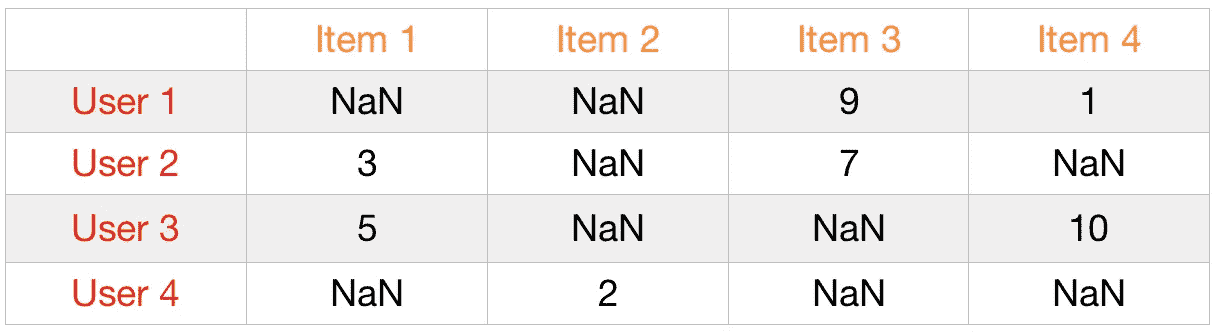 Item 1 Item 2 Item 3 Item 4
User 1 NaN NaN 9 1
User 2 3 NaN 7 NaN
User 3 5 NaN NaN 10
User 4 NaN 2 NaN NaN